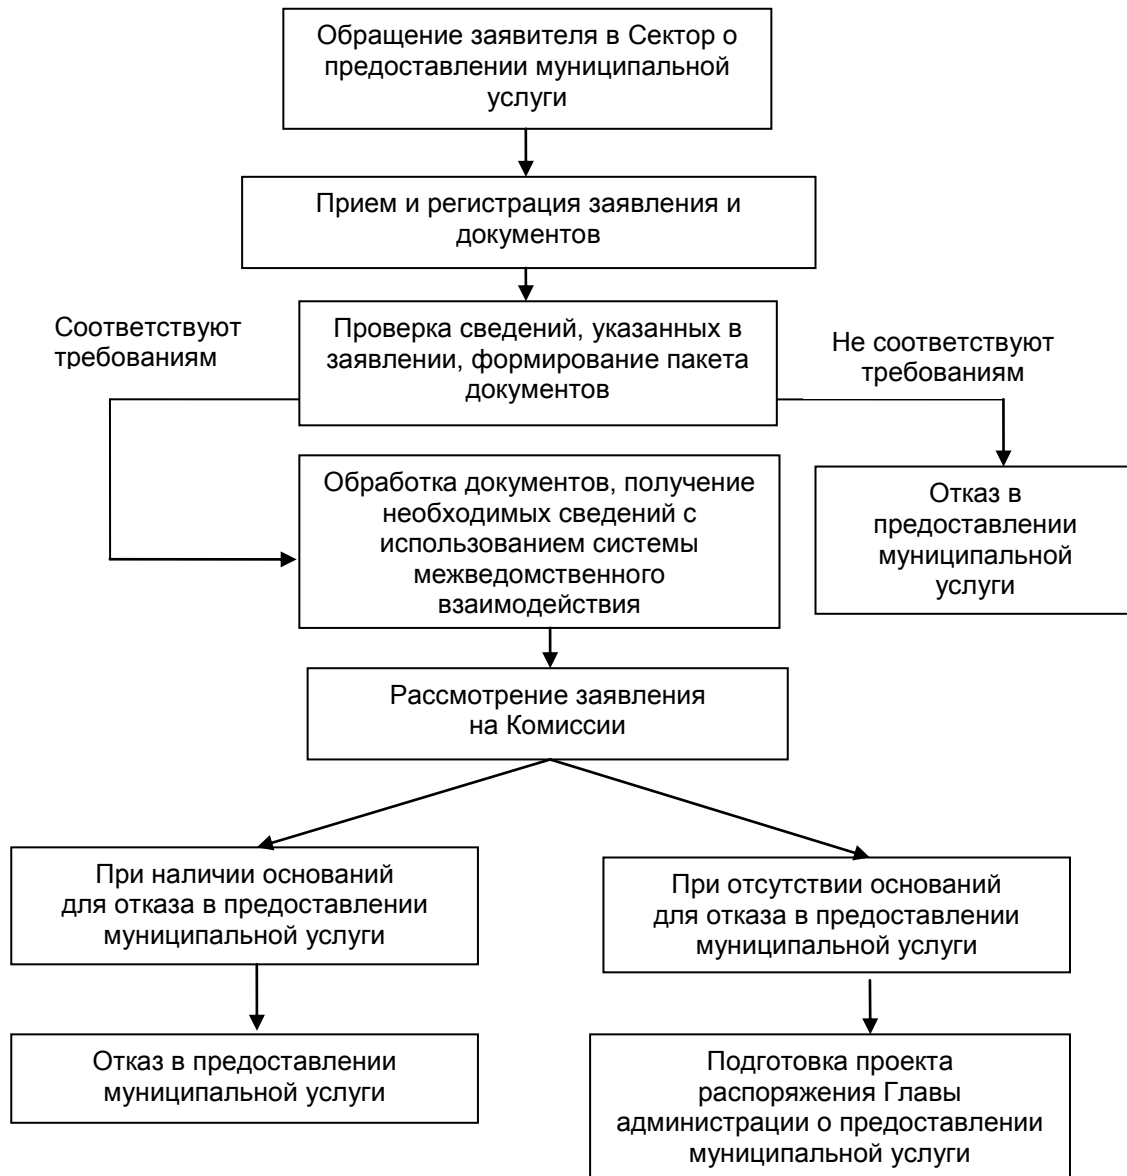 Обращение заявителя в Сектор о
предоставлении муниципальной
услуги
Прием и регистрация заявления и
документов
Соответствуют
требованиям
Проверка сведений, указанных в
заявлении, формирование пакета
документов
Не соответствуют
требованиям
Обработка документов, получение
необходимых сведений с
использованием системы
межведомственного
взаимодействия
Отказ в
предоставлении
муниципальной
услуги
Рассмотрение заявления
на Комиссии
При наличии оснований
для отказа в предоставлении
муниципальной услуги
При отсутствии оснований
для отказа в предоставлении
муниципальной услуги
Отказ в предоставлении
муниципальной услуги
Подготовка проекта
распоряжения Главы
администрации о предоставлении
муниципальной услуги